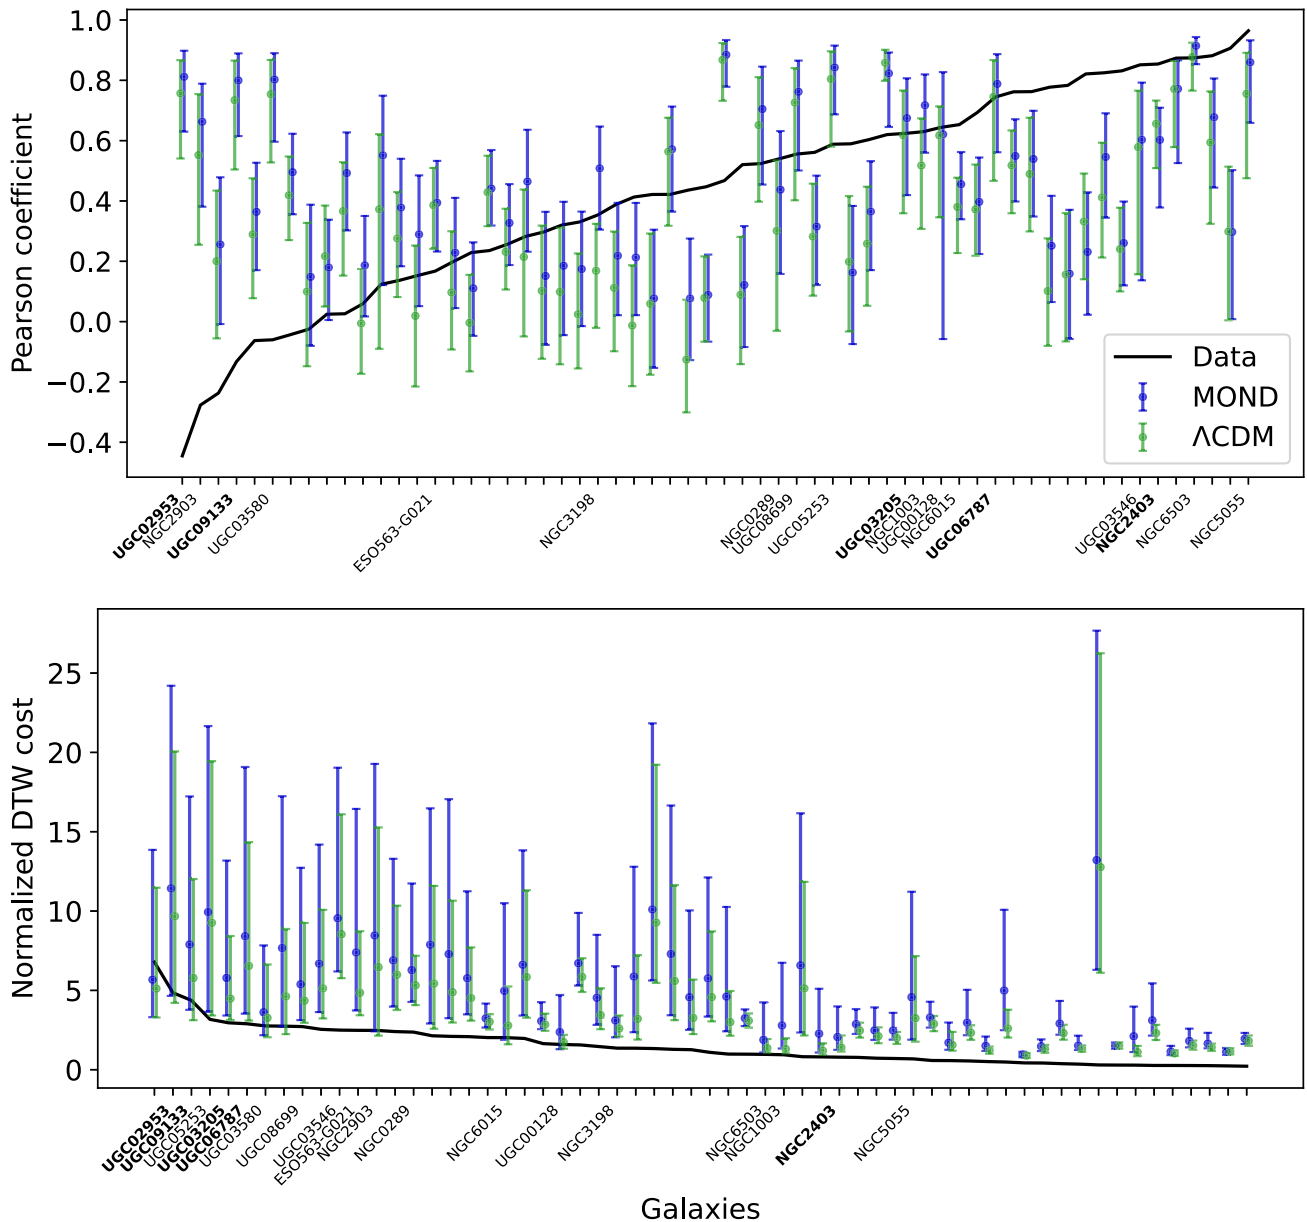 1.0
0.8
0.6
0.4
0.2
0.0
−0.2
−0.4
Pearson coefficient
Data
MOND
ΛCDM
UGC02953
NGC2903
UGC09133
UGC03580
ESO563-G021
NGC3198
NGC0289
UGC08699
UGC05253
UGC03205
NGC1003
UGC00128
NGC6015
UGC06787
UGC03546
NGC2403
NGC6503
NGC5055
25
20
15
10
5
0
Normalized DTW cost
UGC02953
UGC09133
UGC05253
UGC03205
UGC06787
UGC03580
UGC08699
UGC03546
ESO563-G021
NGC2903
NGC0289
NGC6015
UGC00128
NGC3198
NGC6503
NGC1003
NGC2403
NGC5055
Galaxies